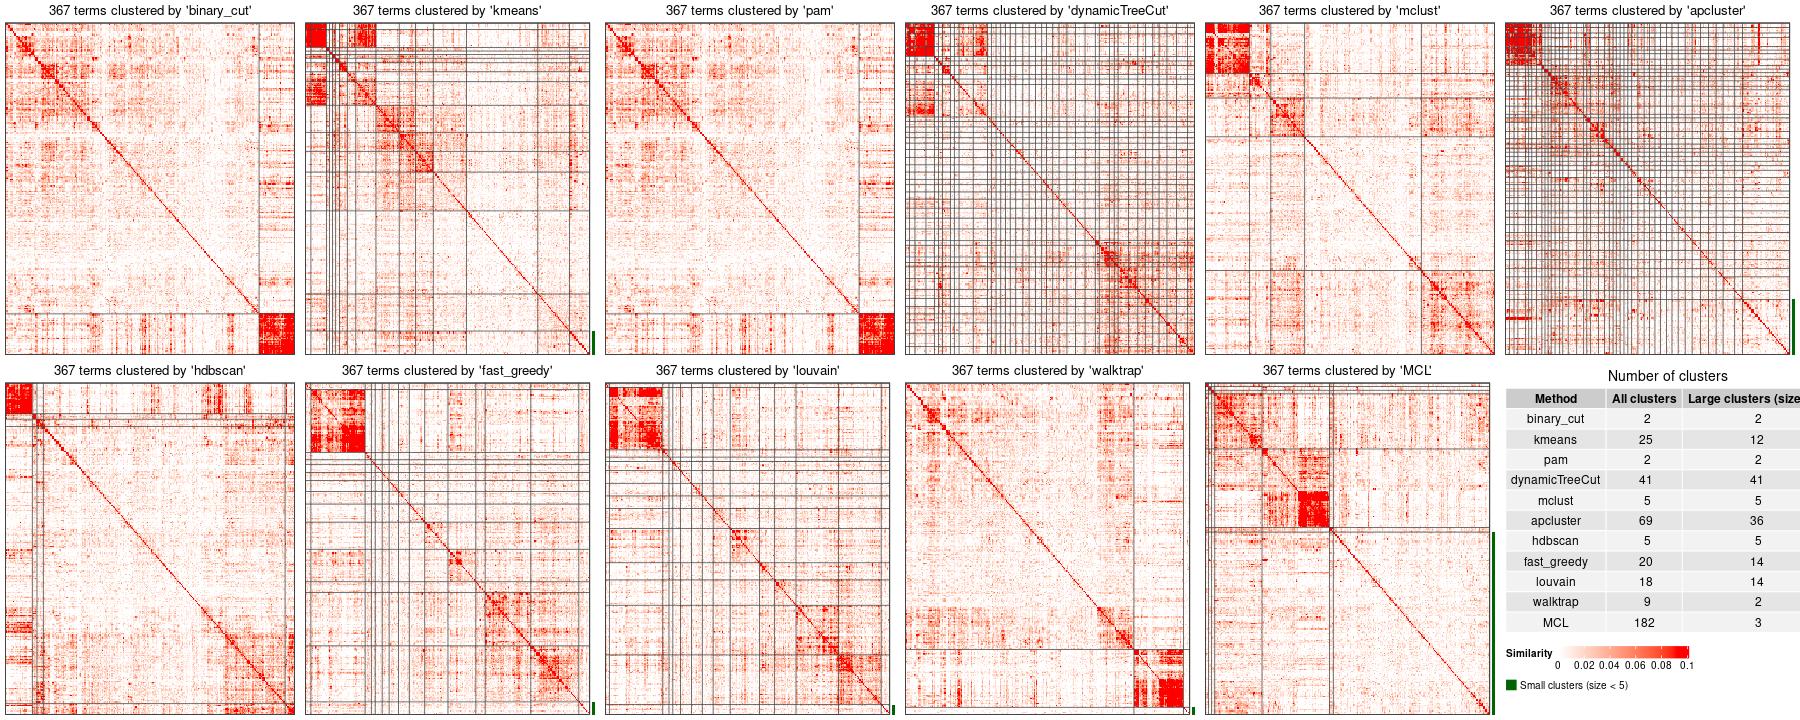 367 terms clustered by 'binary_cut'
367 terms clustered by 'kmeans'
367 terms clustered by 'pam'
367 terms clustered by 'dynamicTreeCut'
367 terms clustered by 'mclust'
367 terms clustered by 'apcluster'
367 terms clustered by 'hdbscan'
367 terms clustered by 'fast_greedy'
367 terms clustered by 'louvain'
367 terms clustered by 'walktrap'
367 terms clustered by 'MCL'
Number of clusters
Method All clusters Large clusters (size
binary_cut 2 2
kmeans 25 12
pam 2 2
dynamicTreeCut 41 41
mclust 5 5
apcluster 69 36
hdbscan 5 5
fast_greedy 20 14
louvain 18 14
walktrap 9 2
MCL 182 3
Similarity
0 0.02 0.04 0.06 0.08 0.1
Small clusters (size < 5)